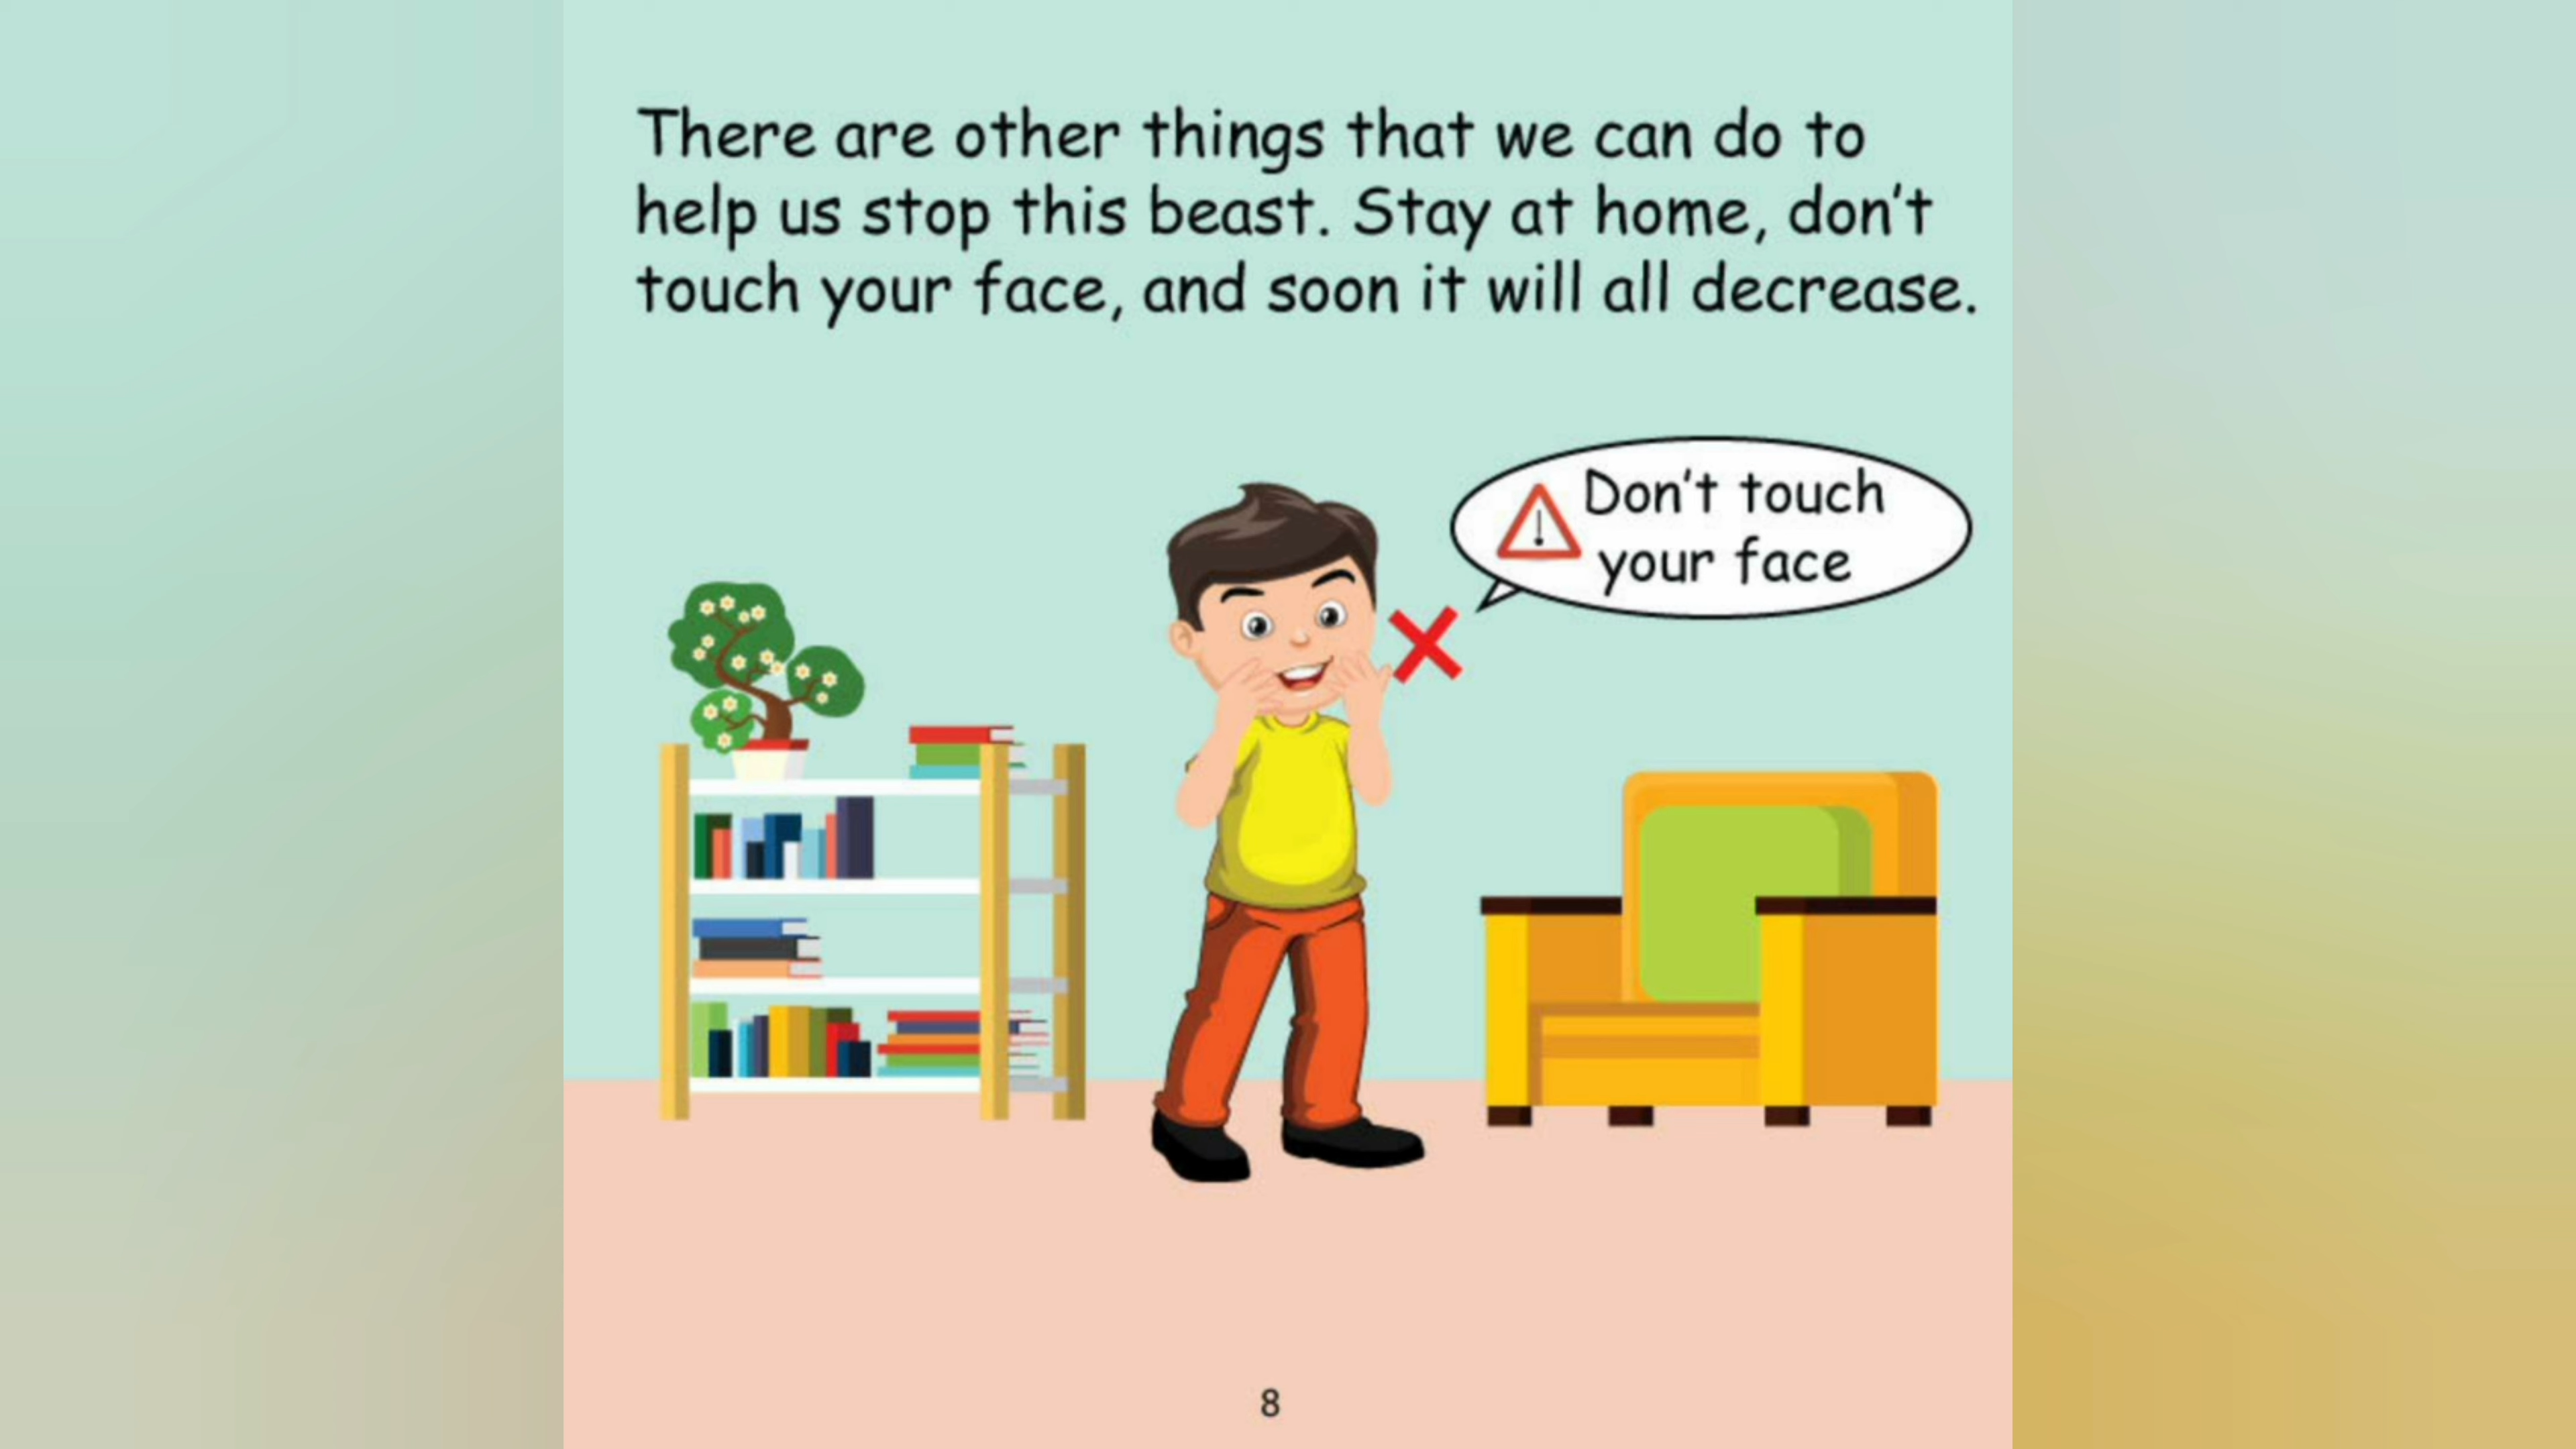 There are other things that we can do to
help us stop this beast. Stay at home, don't
touch your face, and soon it will all decrease.
Don't touch
your face
8